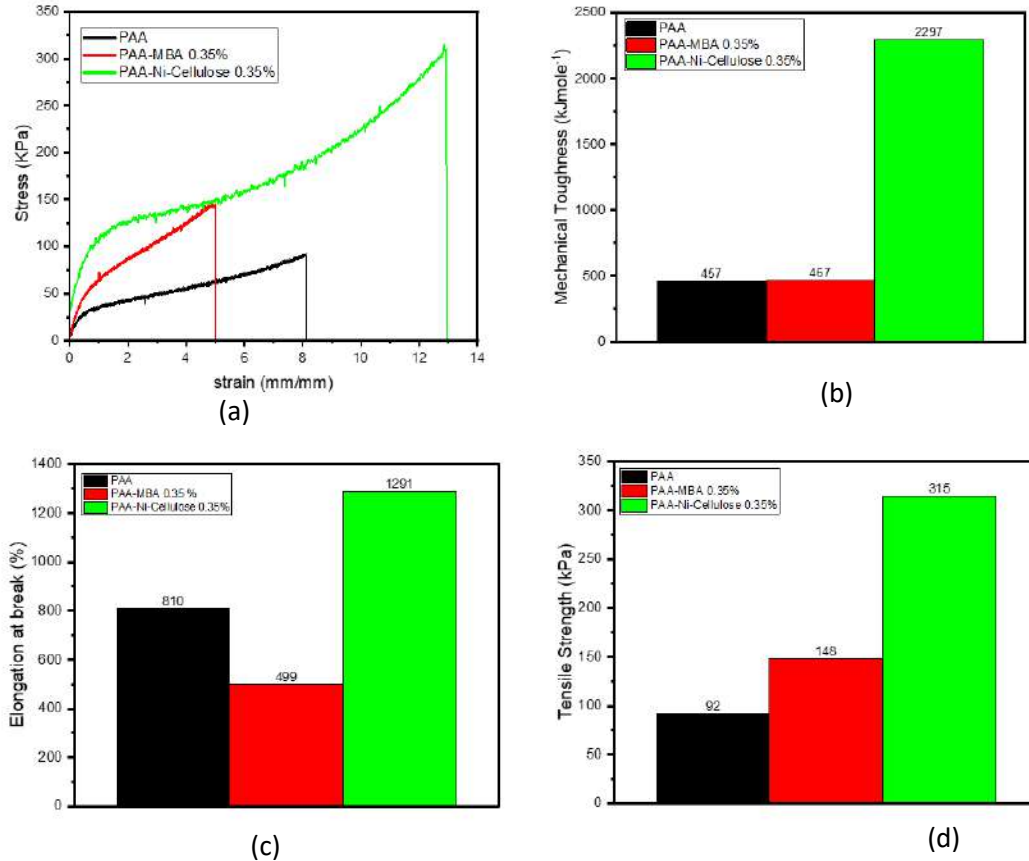 PAA
PAA-MBA 0.35%
PAA-Ni-Cellulose 0.35%
Stress (KPa)
350
300
250
200
150
100
50
0
0 2 4 6 8 10 12 14
strain (mm/mm)
(a)
PAA
PAA-MBA 0.35%
PAA-Ni-Cellulose 0.35%
Mechanical Toughness (kJmole⁻¹)
2500
2000
1500
1000
500
0
457
467
2297
(b)
PAA
PAA-MBA 0.35%
PAA-Ni-Cellulose 0.35%
Elongation at break (%)
1400
1200
1000
800
600
400
200
0
810
499
1291
(c)
PAA
PAA-MBA 0.35%
PAA-Ni-Cellulose 0.35%
Tensile Strength (kPa)
350
300
250
200
150
100
50
0
92
148
315
(d)